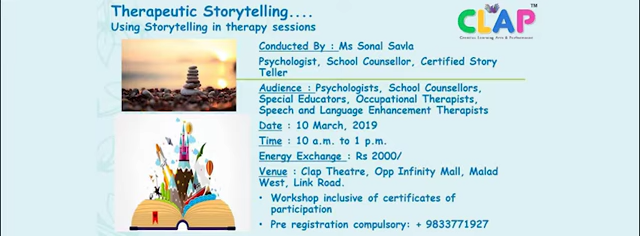 Therapeutic Storytelling....
Using Storytelling in therapy sessions
CLAP™
Creative Learning Arts & Performance
Conducted By : Ms Sonal Savla
Psychologist, School Counsellor, Certified Story
Teller
Audience : Psychologists, School Counsellors,
Special Educators, Occupational Therapists,
Speech and Language Enhancement Therapists
Date : 10 March, 2019
Time : 10 a.m. to 1 p.m.
Energy Exchange : Rs 2000/
Venue : Clap Theatre, Opp Infinity Mall, Malad
West, Link Road.
• Workshop inclusive of certificates of
participation
• Pre registration compulsory: + 9833771927